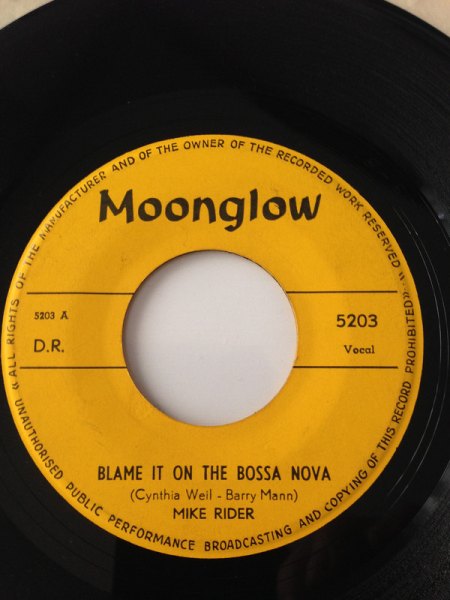 «ALL RIGHTS OF THE MANUFACTURER AND OF THE OWNER OF THE RECORDED WORK RESERVED
UNAUTHORISED PUBLIC PERFORMANCE BROADCASTING AND COPYING OF THIS RECORD PROHIBITED»
Moonglow
5203 A
5203
D.R.
Vocal
BLAME IT ON THE BOSSA NOVA
(Cynthia Weil - Barry Mann)
MIKE RIDER